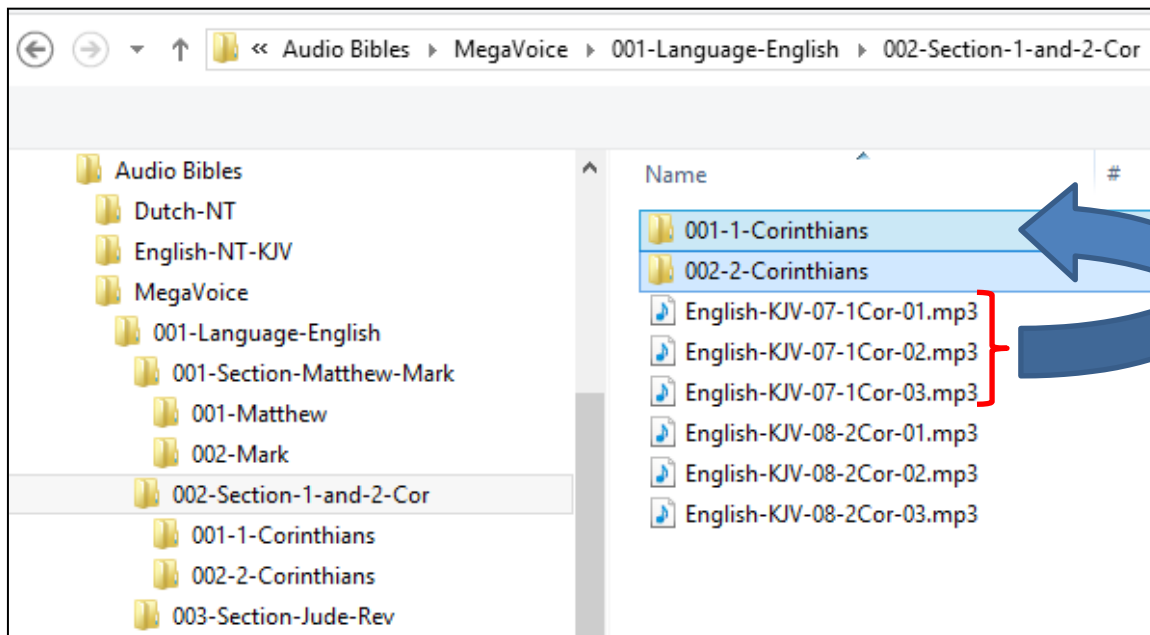 « Audio Bibles MegaVoice 001-Language-English 002-Section-1-and-2-Cor
Audio Bibles
Dutch-NT
English-NT-KJV
MegaVoice
001-Language-English
001-Section-Matthew-Mark
001-Matthew
002-Mark
002-Section-1-and-2-Cor
001-1-Corinthians
002-2-Corinthians
003-Section-Jude-Rev
Name #
001-1-Corinthians
002-2-Corinthians
English-KJV-07-1Cor-01.mp3
English-KJV-07-1Cor-02.mp3
English-KJV-07-1Cor-03.mp3
English-KJV-08-2Cor-01.mp3
English-KJV-08-2Cor-02.mp3
English-KJV-08-2Cor-03.mp3